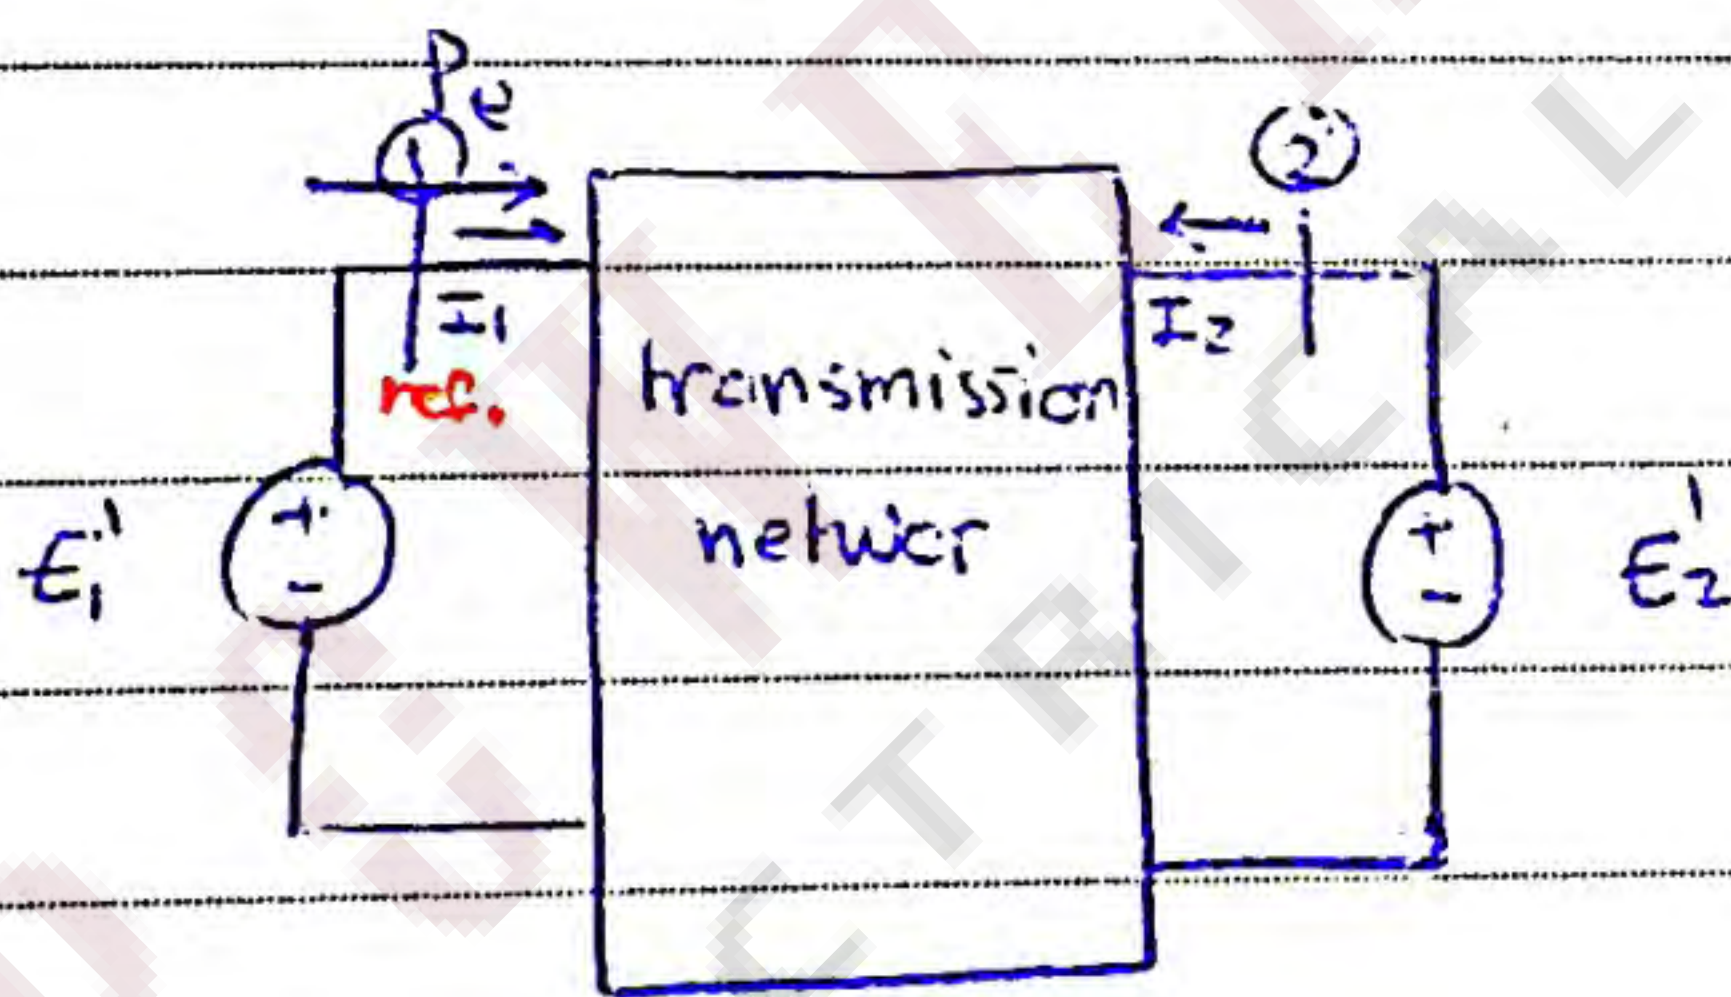 Pe
1
2
I₁
I₂
ref.
transmission
networ
+
-
E₁'
+
-
E₂'